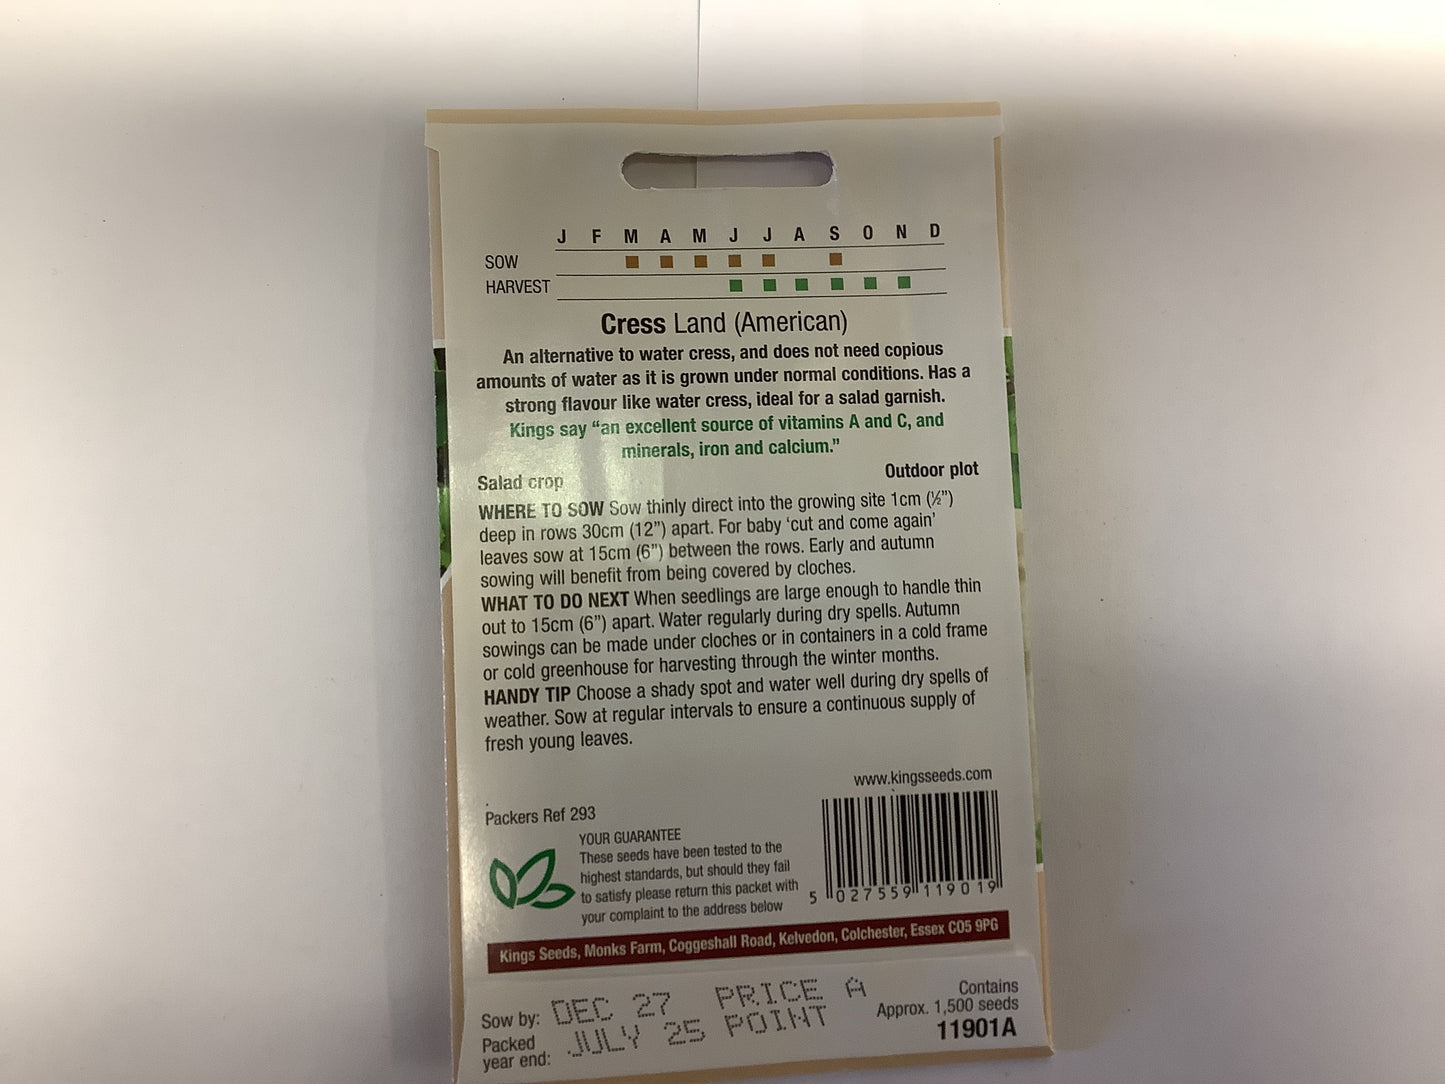 J F M A M J J A S O N D
SOW
HARVEST
Cress Land (American)
An alternative to water cress, and does not need copious
amounts of water as it is grown under normal conditions. Has a
strong flavour like water cress, ideal for a salad garnish.
Kings say “an excellent source of vitamins A and C, and
minerals, iron and calcium.”
Salad crop Outdoor plot
WHERE TO SOW Sow thinly direct into the growing site 1cm (½”)
deep in rows 30cm (12”) apart. For baby ‘cut and come again’
leaves sow at 15cm (6”) between the rows. Early and autumn
sowing will benefit from being covered by cloches.
WHAT TO DO NEXT When seedlings are large enough to handle thin
out to 15cm (6”) apart. Water regularly during dry spells. Autumn
sowings can be made under cloches or in containers in a cold frame
or cold greenhouse for harvesting through the winter months.
HANDY TIP Choose a shady spot and water well during dry spells of
weather. Sow at regular intervals to ensure a continuous supply of
fresh young leaves.
www.kingsseeds.com
Packers Ref 293
YOUR GUARANTEE
These seeds have been tested to the
highest standards, but should they fail
to satisfy please return this packet with
your complaint to the address below
5 027559 119019
Kings Seeds, Monks Farm, Coggeshall Road, Kelvedon, Colchester, Essex CO5 9PG
Sow by: DEC 27 PRICE A
Packed
year end: JULY 25 POINT
Contains
Approx. 1,500 seeds
11901A